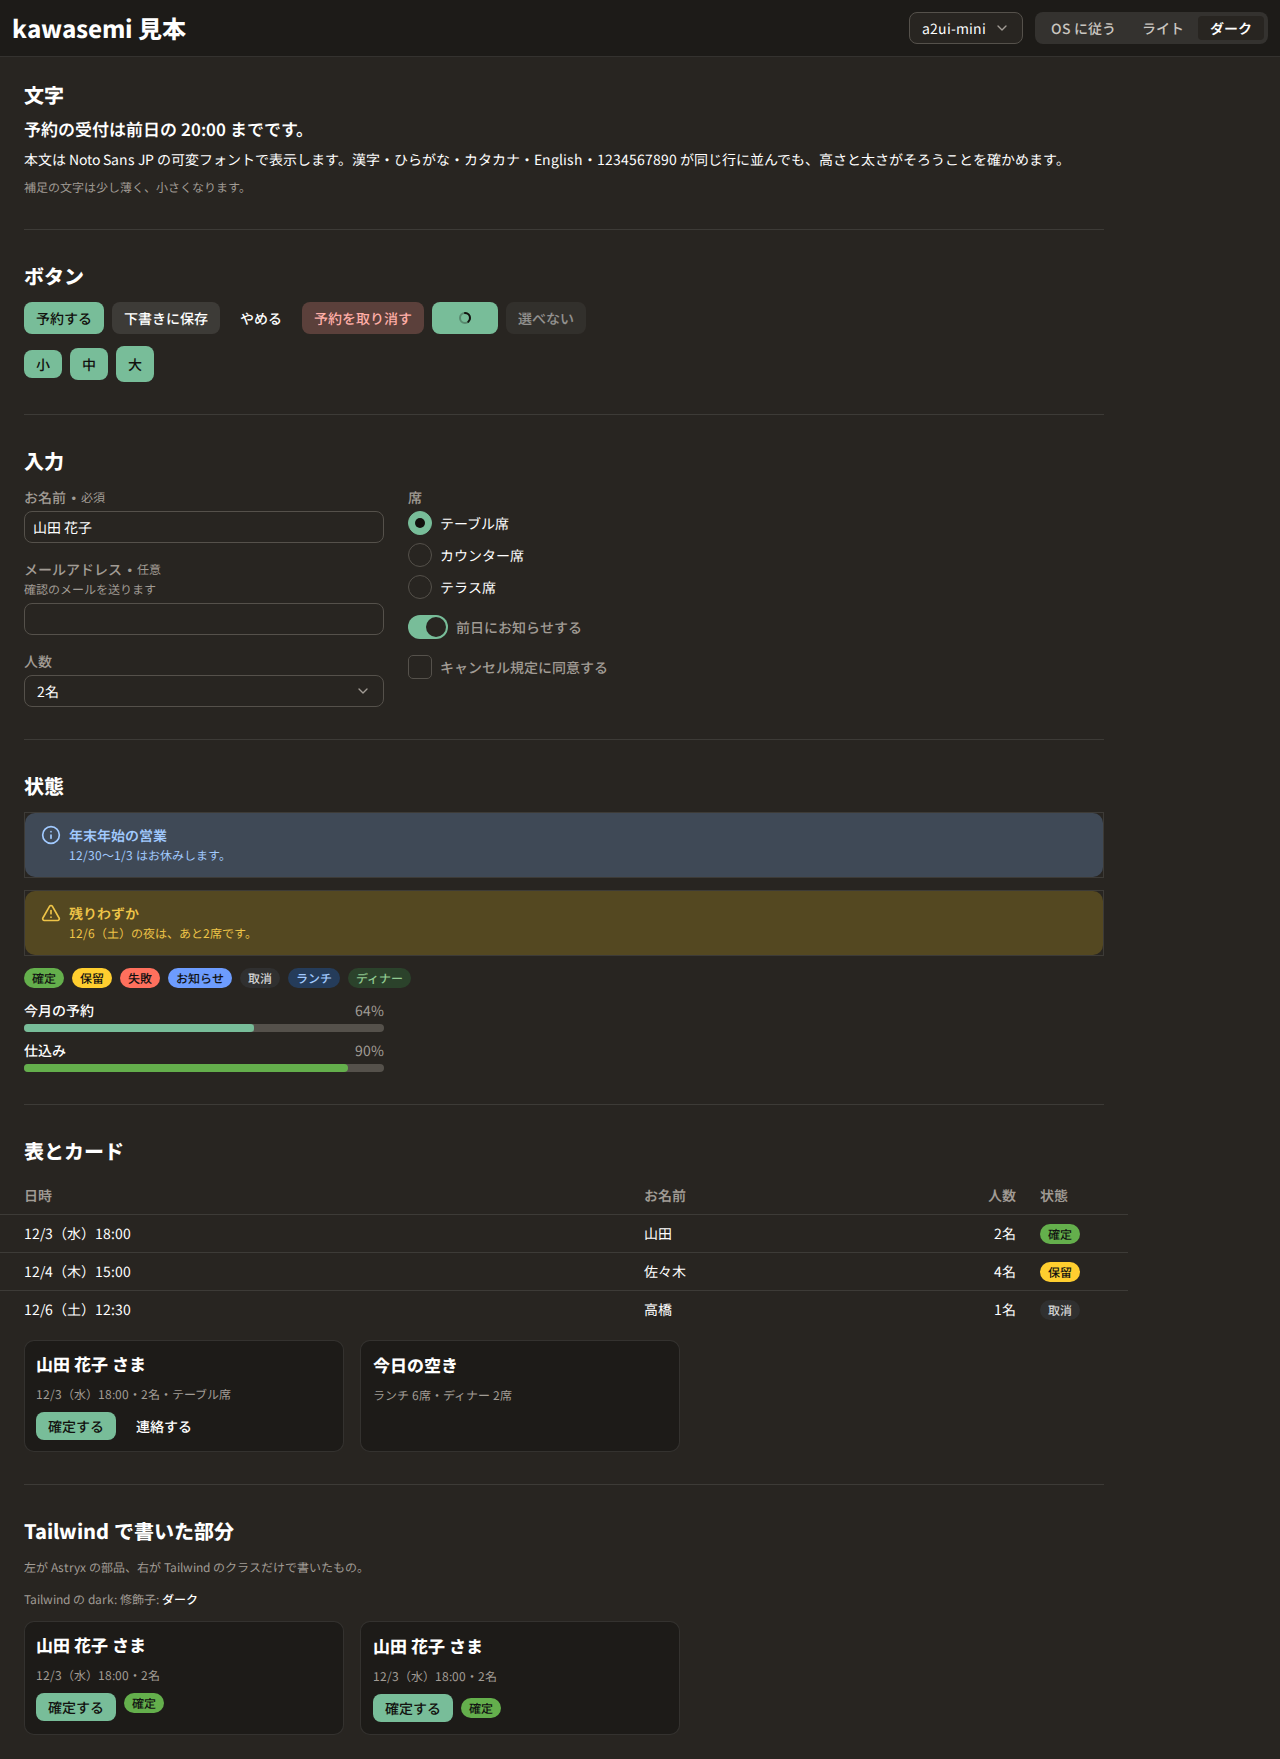 kawasemi 見本
a2ui-mini
OS に従う ライト ダーク
文字
予約の受付は前日の 20:00 までです。
本文は Noto Sans JP の可変フォントで表示します。漢字・ひらがな・カタカナ・English・1234567890 が同じ行に並んでも、高さと太さがそろうことを確かめます。
補足の文字は少し薄く、小さくなります。
ボタン
予約する 下書きに保存 やめる 予約を取り消す 選べない
小 中 大
入力
お名前・必須
山田 花子
メールアドレス・任意
確認のメールを送ります
人数
2名
席
テーブル席
カウンター席
テラス席
前日にお知らせする
キャンセル規定に同意する
状態
年末年始の営業
12/30〜1/3 はお休みします。
残りわずか
12/6（土）の夜は、あと2席です。
確定 保留 失敗 お知らせ 取消 ランチ ディナー
今月の予約 64%
仕込み 90%
表とカード
日時 お名前 人数 状態
12/3（水）18:00 山田 2名 確定
12/4（木）15:00 佐々木 4名 保留
12/6（土）12:30 高橋 1名 取消
山田 花子 さま
12/3（水）18:00・2名・テーブル席
確定する 連絡する
今日の空き
ランチ 6席・ディナー 2席
Tailwind で書いた部分
左が Astryx の部品、右が Tailwind のクラスだけで書いたもの。
Tailwind の dark: 修飾子: ダーク
山田 花子 さま
12/3（水）18:00・2名
確定する 確定
山田 花子 さま
12/3（水）18:00・2名
確定する 確定